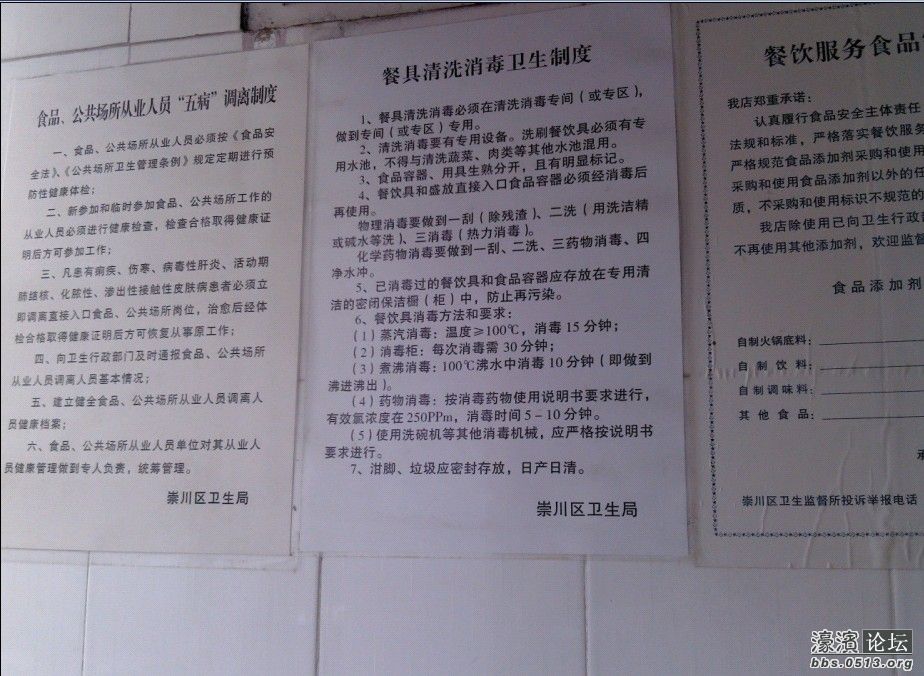 食品、公共场所从业人员“五病”调离制度
一、食品、公共场所从业人员必须按《食品安
全法》、《公共场所卫生管理条例》规定定期进行预
防性健康体检；
二、新参加和临时参加食品、公共场所工作的
从业人员必须进行健康检查，检查合格取得健康证
明后方可参加工作；
三、凡患有痢疾、伤寒、病毒性肝炎、活动期
肺结核、化脓性、渗出性接触性皮肤病患者必须立
即调离直接入口食品、公共场所岗位，治愈后经体
检合格取得健康证明后方可恢复从事原工作；
四、向卫生行政部门及时通报食品、公共场所
从业人员调离人员基本情况；
五、建立健全食品、公共场所从业人员调离人
员健康档案；
六、食品、公共场所从业人员单位对其从业人
员健康管理做到专人负责，统筹管理。
崇川区卫生局
餐具清洗消毒卫生制度
1、餐具清洗消毒必须在清洗消毒专间（或专区），
做到专间（或专区）专用。
2、清洗消毒要有专用设备。洗刷餐饮具必须有专
用水池，不得与清洗蔬菜、肉类等其他水池混用。
3、食品容器、用具生熟分开，且有明显标记。
4、餐饮具和盛放直接入口食品容器必须经消毒后
再使用。
物理消毒要做到一刮（除残渣）、二洗（用洗洁精
或碱水等洗）、三消毒（热力消毒）。
化学药物消毒要做到一刮、二洗、三药物消毒、四
净水冲。
5、已消毒过的餐饮具和食品容器应存放在专用清
洁的密闭保洁橱（柜）中，防止再污染。
6、餐饮具消毒方法和要求：
（1）蒸汽消毒：温度≥100℃，消毒15分钟；
（2）消毒柜：每次消毒需30分钟；
（3）煮沸消毒：100℃沸水中消毒10分钟（即做到
沸进沸出）。
（4）药物消毒：按消毒药物使用说明书要求进行，
有效氯浓度在250PPm，消毒时间5－10分钟。
（5）使用洗碗机等其他消毒机械，应严格按说明书
要求进行。
7、泔脚、垃圾应密封存放，日产日清。
崇川区卫生局
餐饮服务食品
我店郑重承诺：
认真履行食品安全主体责任
法规和标准，严格落实餐饮服
严格规范食品添加剂采购和使用
采购和使用食品添加剂以外的任
质，不采购和使用标识不规范的
我店除使用已向卫生行政
不再使用其他添加剂，欢迎监督
食品添加剂
自制火锅底料：
自制饮料：
自制调味料：
其他食品：
崇川区卫生监督所投诉举报电话
濠滨论坛
bbs.0513.org